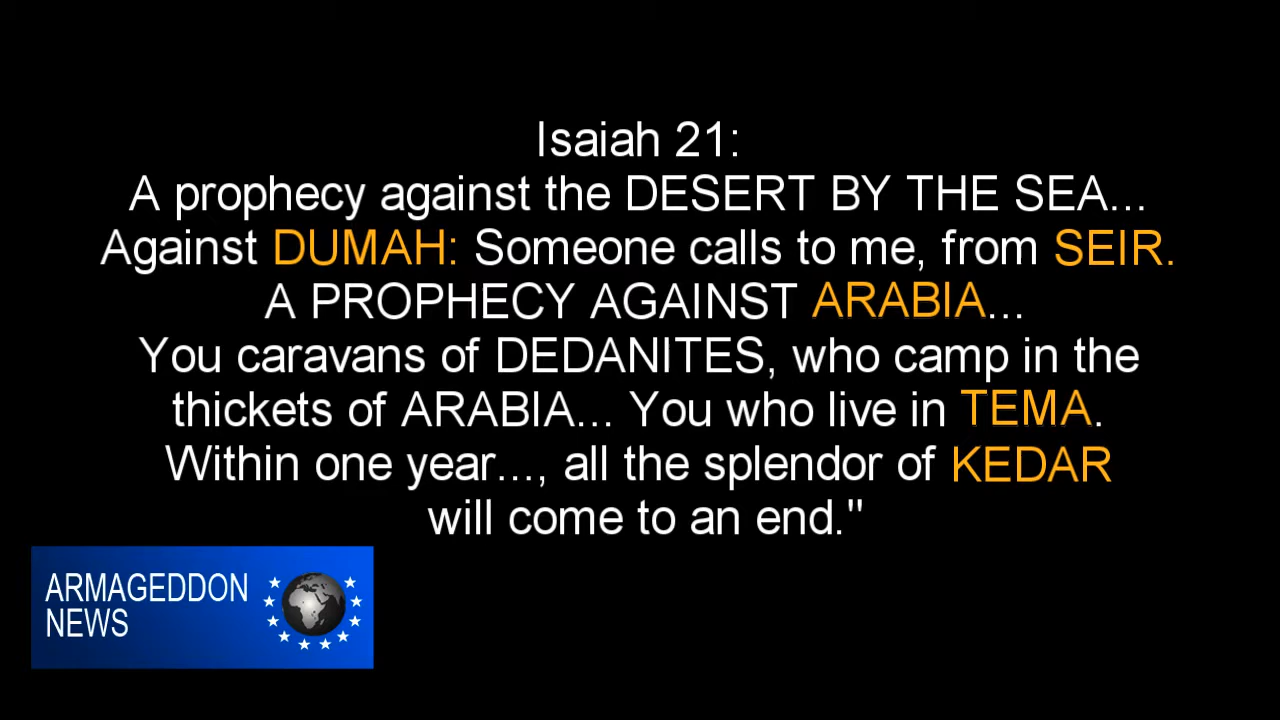 Isaiah 21:
A prophecy against the DESERT BY THE SEA...
Against DUMAH: Someone calls to me, from SEIR.
A PROPHECY AGAINST ARABIA...
You caravans of DEDANITES, who camp in the
thickets of ARABIA... You who live in TEMA.
Within one year..., all the splendor of KEDAR
will come to an end."
ARMAGEDDON
NEWS